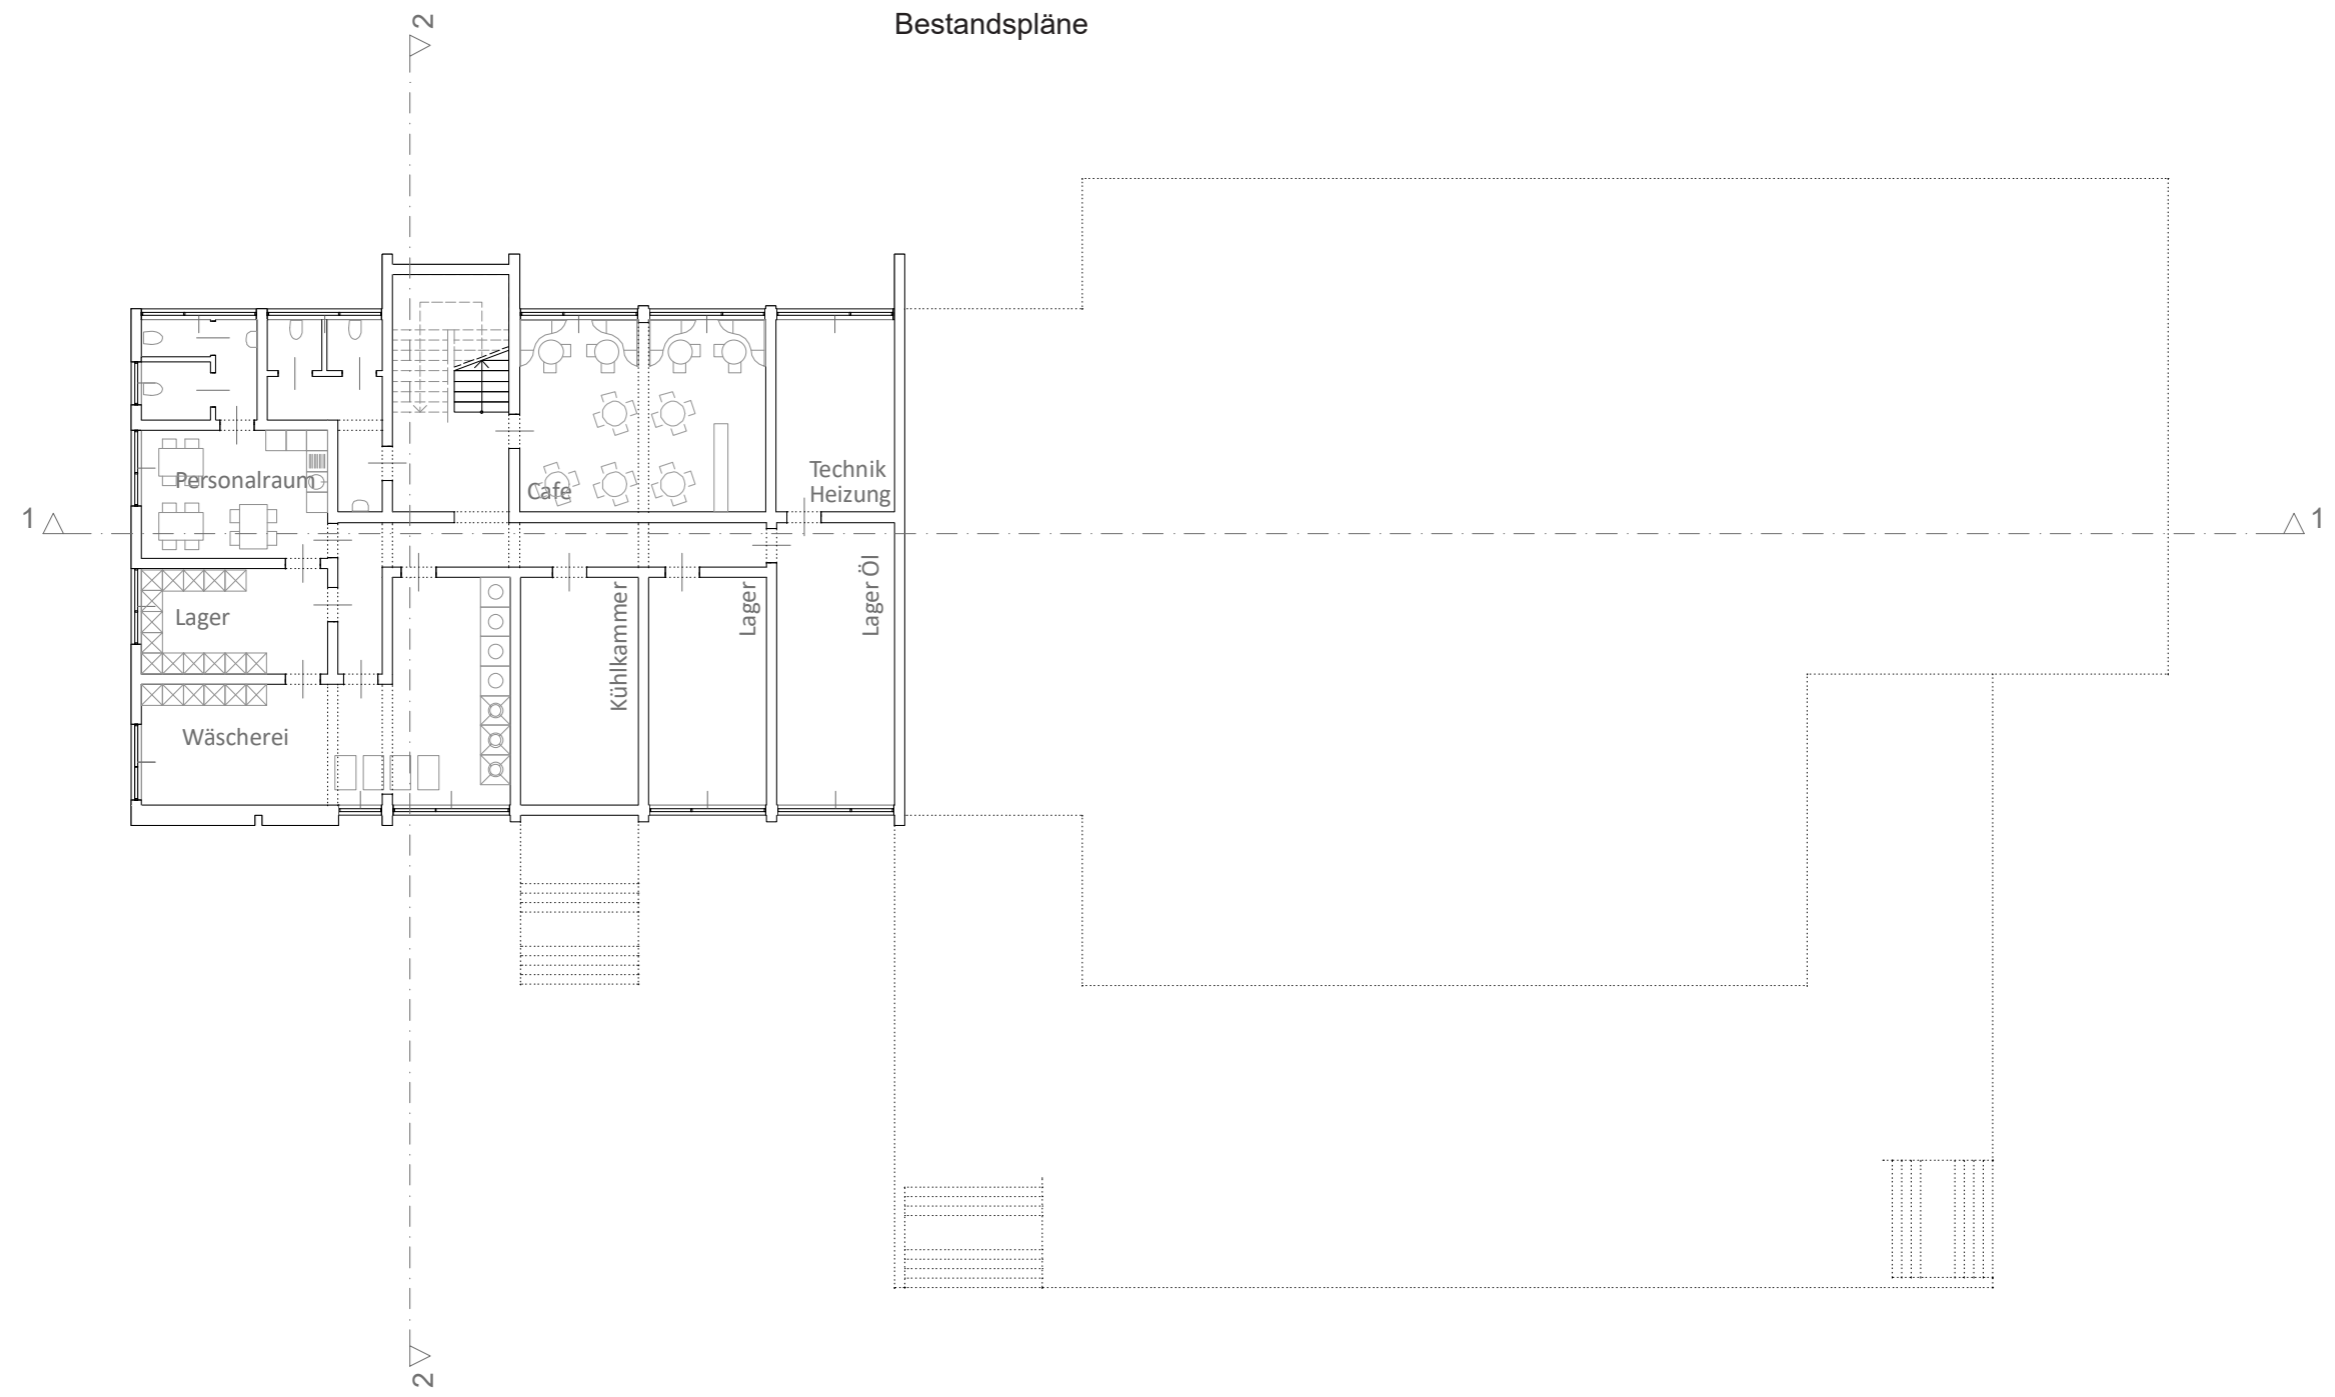 2
Bestandspläne
Technik
Heizung
Personalraum
Cafe
1
1
Lager
Kühlkammer
Lager
Lager Öl
Wäscherei
2